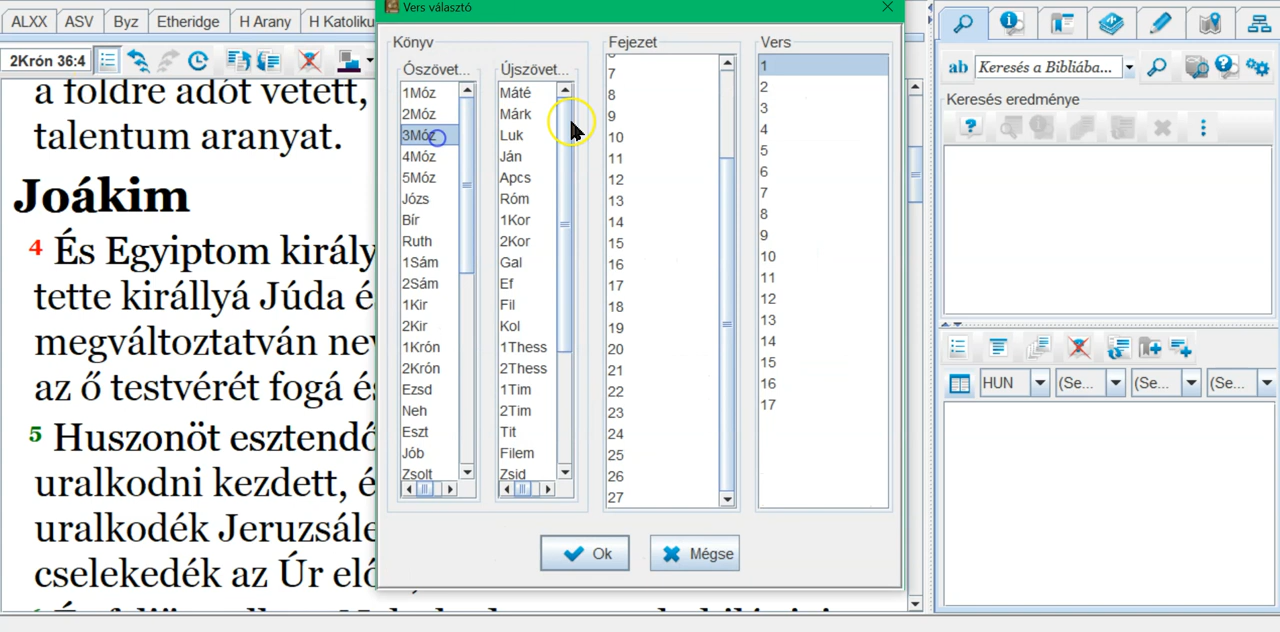 Vers választó
ALXX ASV Byz Etheridge H Arany H Katoliku
2Krón 36:4
a földre adót vetett,
talentum aranyat.
Joákim
4 És Egyiptom király
tette királlyá Júda é
megváltoztatván nev
az ő testvérét fogá és
5 Huszonöt esztendő
uralkodni kezdett, é
uralkodék Jeruzsále
cselekedék az Úr elő
Könyv
Ószövet...
1Móz
2Móz
3Móz
4Móz
5Móz
Józs
Bír
Ruth
1Sám
2Sám
1Kir
2Kir
1Krón
2Krón
Ezsd
Neh
Eszt
Jób
Zsolt
Újszövet...
Máté
Márk
Luk
Ján
Apcs
Róm
1Kor
2Kor
Gal
Ef
Fil
Kol
1Thess
2Thess
1Tim
2Tim
Tit
Filem
Zsid
Fejezet
7
8
9
10
11
12
13
14
15
16
17
18
19
20
21
22
23
24
25
26
27
Vers
1
2
3
4
5
6
7
8
9
10
11
12
13
14
15
16
17
Ok
Mégse
ab Keresés a Bibliába...
Keresés eredménye
HUN (Se... (Se... (Se...